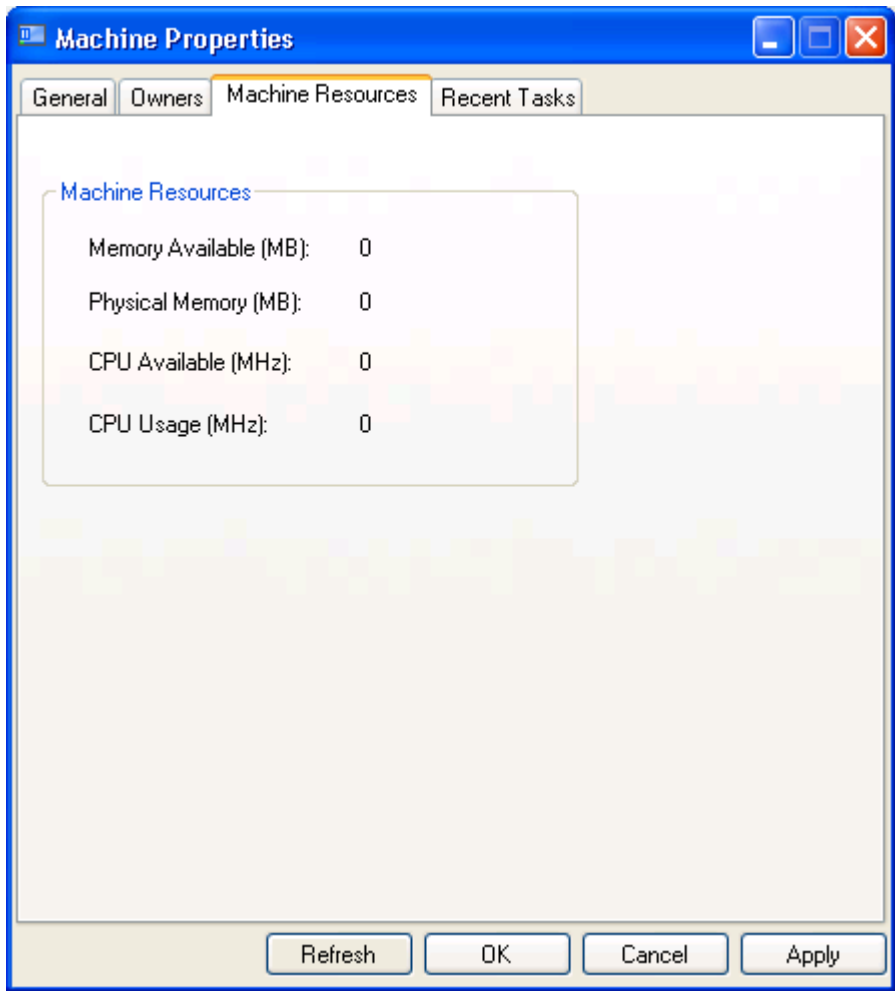 Machine Properties
General Owners Machine Resources Recent Tasks
Machine Resources
Memory Available (MB): 0
Physical Memory (MB): 0
CPU Available (MHz): 0
CPU Usage (MHz): 0
Refresh OK Cancel Apply